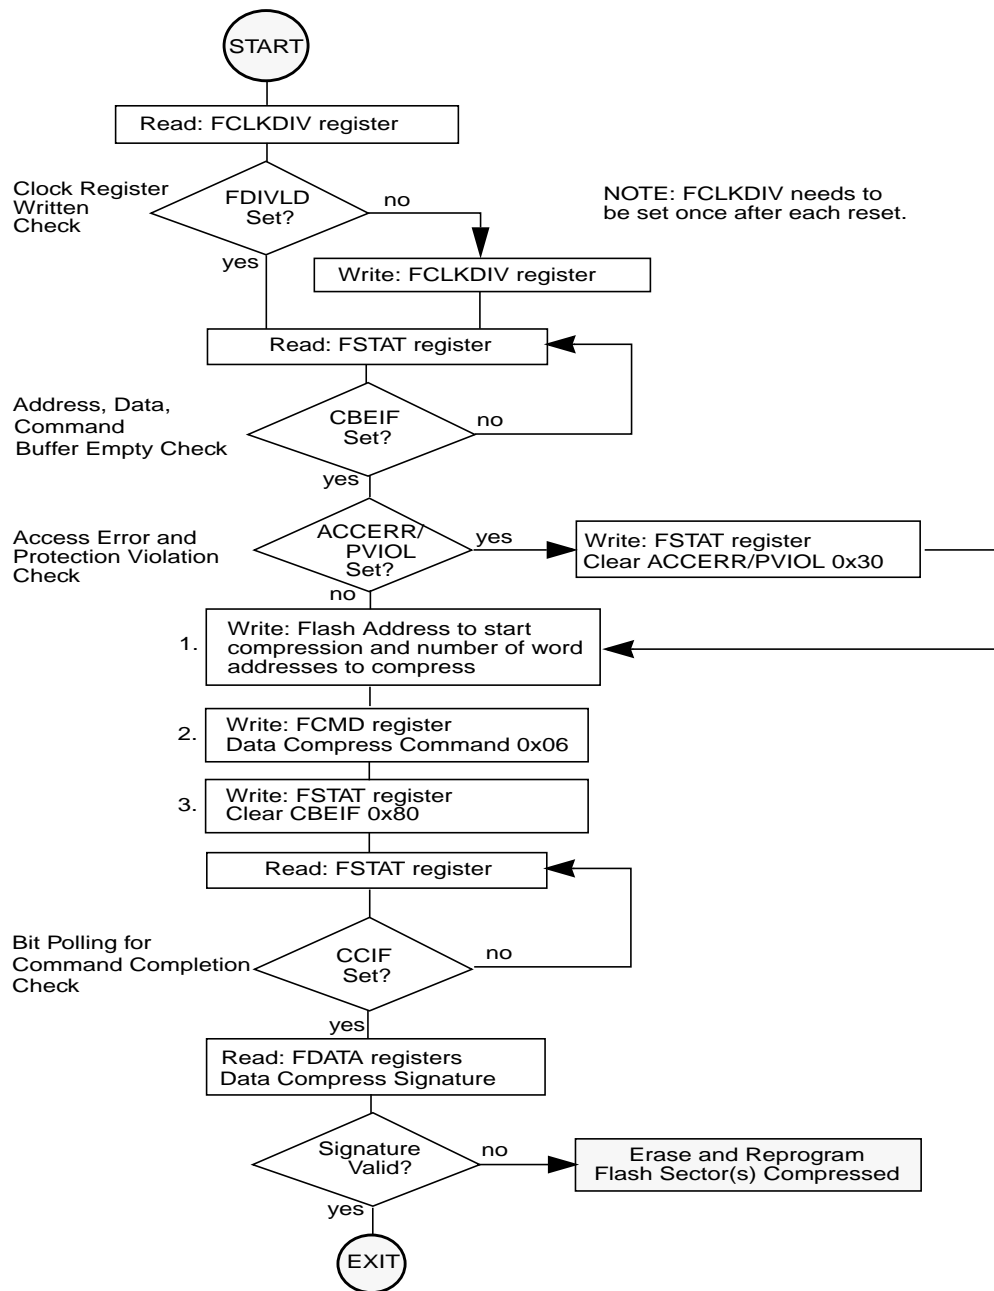 START
Read: FCLKDIV register
Clock Register
Written
Check
FDIVLD
Set?
no
yes
NOTE: FCLKDIV needs to
be set once after each reset.
Write: FCLKDIV register
Read: FSTAT register
Address, Data,
Command
Buffer Empty Check
CBEIF
Set?
no
yes
Access Error and
Protection Violation
Check
ACCERR/
PVIOL
Set?
yes
no
Write: FSTAT register
Clear ACCERR/PVIOL 0x30
1.
Write: Flash Address to start
compression and number of word
addresses to compress
2.
Write: FCMD register
Data Compress Command 0x06
3.
Write: FSTAT register
Clear CBEIF 0x80
Read: FSTAT register
Bit Polling for
Command Completion
Check
CCIF
Set?
no
yes
Read: FDATA registers
Data Compress Signature
Signature
Valid?
no
yes
Erase and Reprogram
Flash Sector(s) Compressed
EXIT